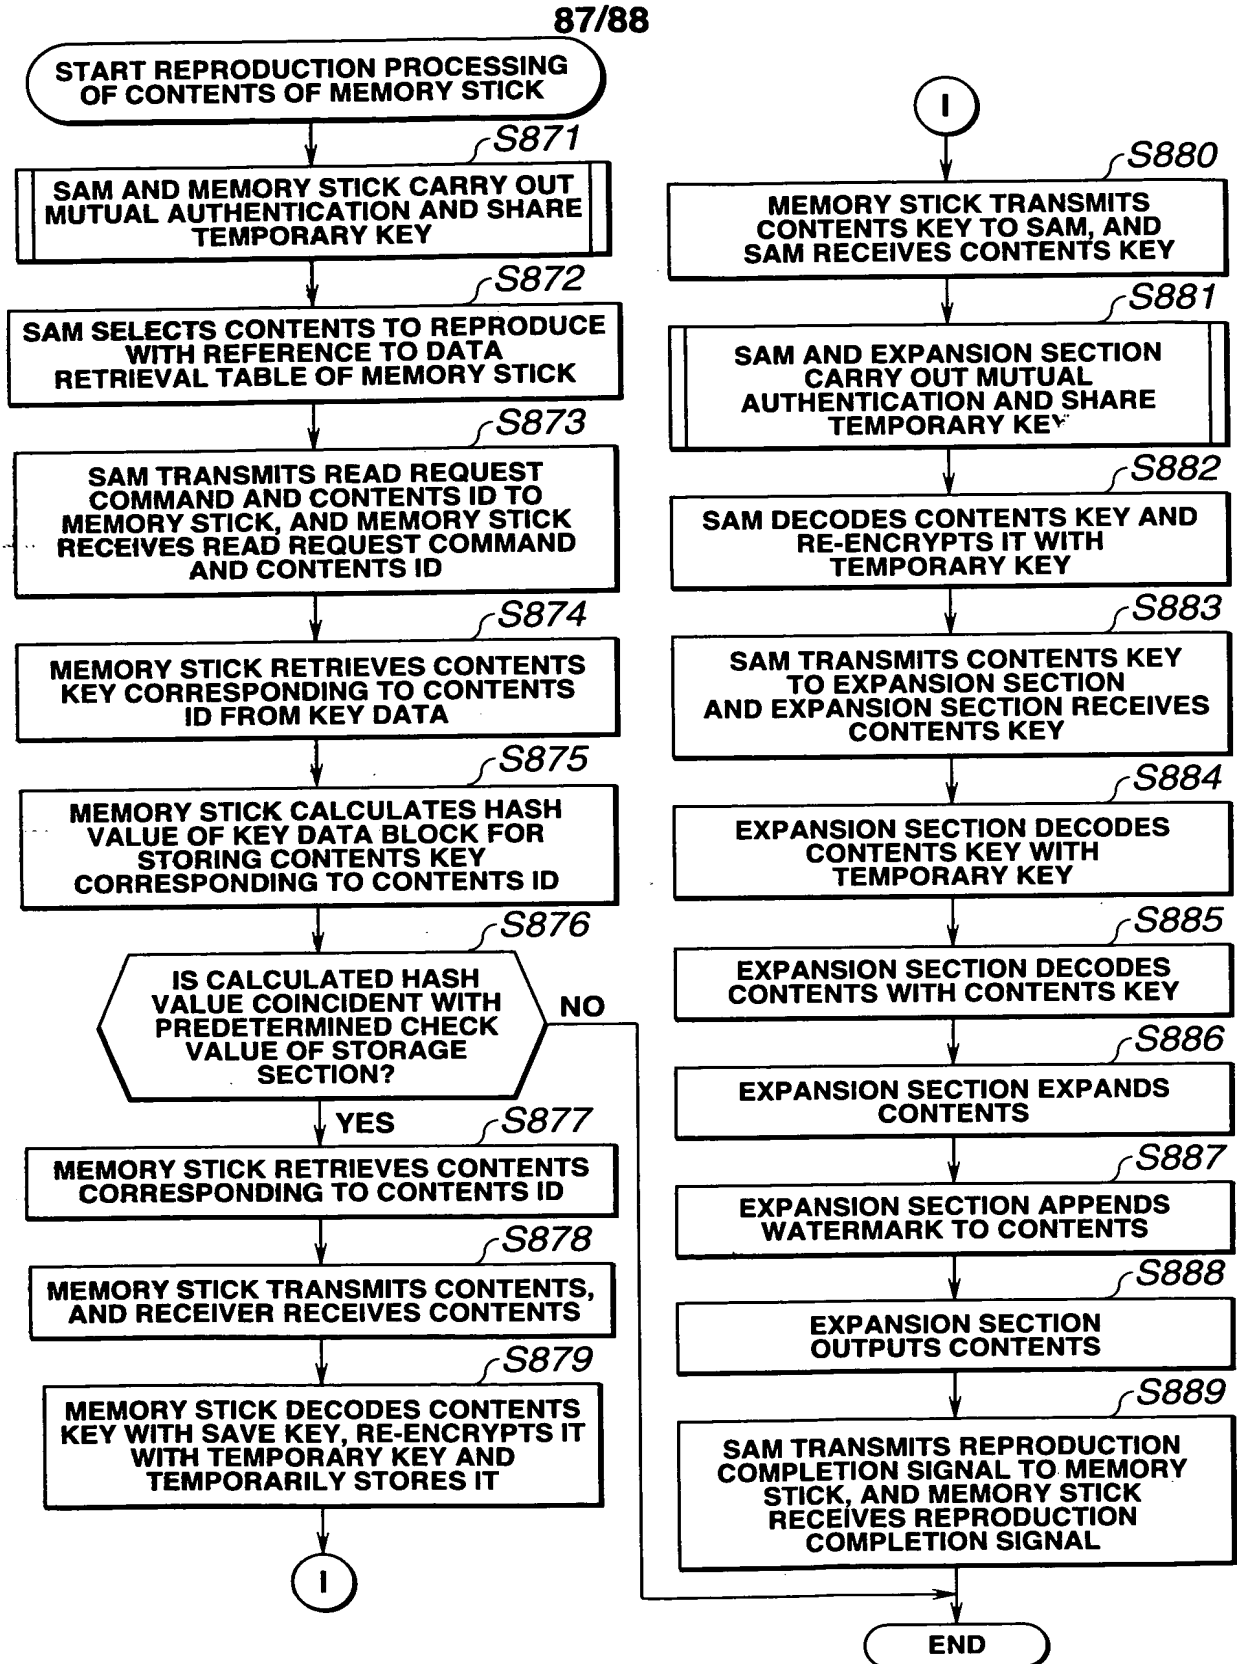 87/88
START REPRODUCTION PROCESSING
OF CONTENTS OF MEMORY STICK
S871
SAM AND MEMORY STICK CARRY OUT
MUTUAL AUTHENTICATION AND SHARE
TEMPORARY KEY
S872
SAM SELECTS CONTENTS TO REPRODUCE
WITH REFERENCE TO DATA
RETRIEVAL TABLE OF MEMORY STICK
S873
SAM TRANSMITS READ REQUEST
COMMAND AND CONTENTS ID TO
MEMORY STICK, AND MEMORY STICK
RECEIVES READ REQUEST COMMAND
AND CONTENTS ID
S874
MEMORY STICK RETRIEVES CONTENTS
KEY CORRESPONDING TO CONTENTS
ID FROM KEY DATA
S875
MEMORY STICK CALCULATES HASH
VALUE OF KEY DATA BLOCK FOR
STORING CONTENTS KEY
CORRESPONDING TO CONTENTS ID
S876
IS CALCULATED HASH
VALUE COINCIDENT WITH
PREDETERMINED CHECK
VALUE OF STORAGE
SECTION?
NO
YES
S877
MEMORY STICK RETRIEVES CONTENTS
CORRESPONDING TO CONTENTS ID
S878
MEMORY STICK TRANSMITS CONTENTS,
AND RECEIVER RECEIVES CONTENTS
S879
MEMORY STICK DECODES CONTENTS
KEY WITH SAVE KEY, RE-ENCRYPTS IT
WITH TEMPORARY KEY AND
TEMPORARILY STORES IT
I
I
S880
MEMORY STICK TRANSMITS
CONTENTS KEY TO SAM, AND
SAM RECEIVES CONTENTS KEY
S881
SAM AND EXPANSION SECTION
CARRY OUT MUTUAL
AUTHENTICATION AND SHARE
TEMPORARY KEY
S882
SAM DECODES CONTENTS KEY AND
RE-ENCRYPTS IT WITH
TEMPORARY KEY
S883
SAM TRANSMITS CONTENTS KEY
TO EXPANSION SECTION
AND EXPANSION SECTION RECEIVES
CONTENTS KEY
S884
EXPANSION SECTION DECODES
CONTENTS KEY WITH
TEMPORARY KEY
S885
EXPANSION SECTION DECODES
CONTENTS WITH CONTENTS KEY
S886
EXPANSION SECTION EXPANDS
CONTENTS
S887
EXPANSION SECTION APPENDS
WATERMARK TO CONTENTS
S888
EXPANSION SECTION
OUTPUTS CONTENTS
S889
SAM TRANSMITS REPRODUCTION
COMPLETION SIGNAL TO MEMORY
STICK, AND MEMORY STICK
RECEIVES REPRODUCTION
COMPLETION SIGNAL
END